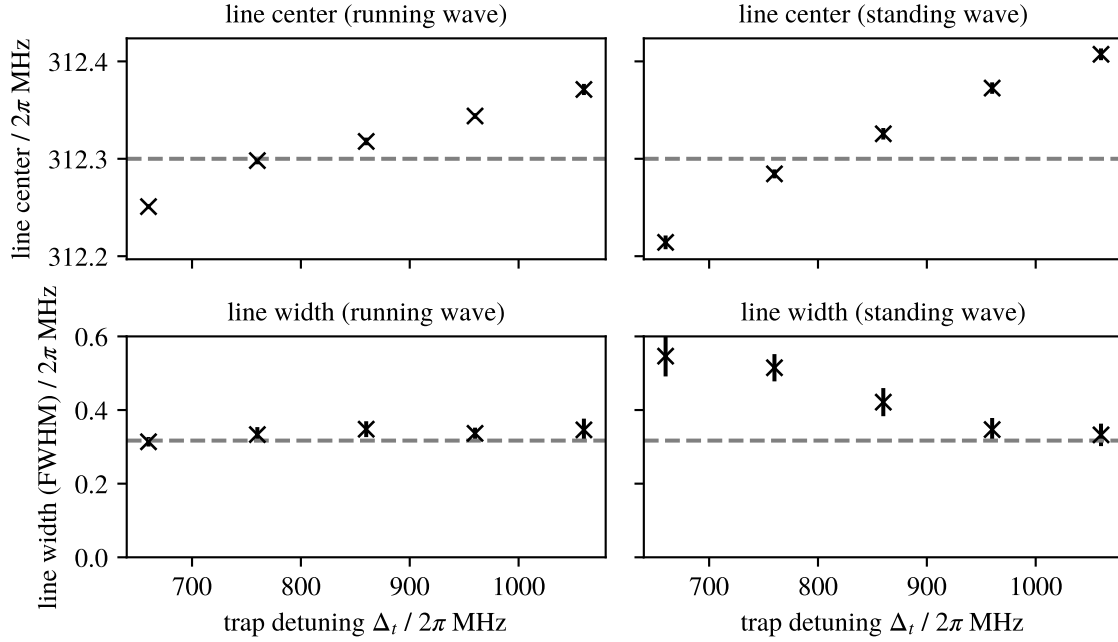 line center (running wave)
line center (standing wave)
line center / 2π MHz
312.4
312.3
312.2
700
800
900
1000
700
800
900
1000
line width (running wave)
line width (standing wave)
line width (FWHM) / 2π MHz
0.6
0.4
0.2
0.0
trap detuning Δt / 2π MHz
trap detuning Δt / 2π MHz